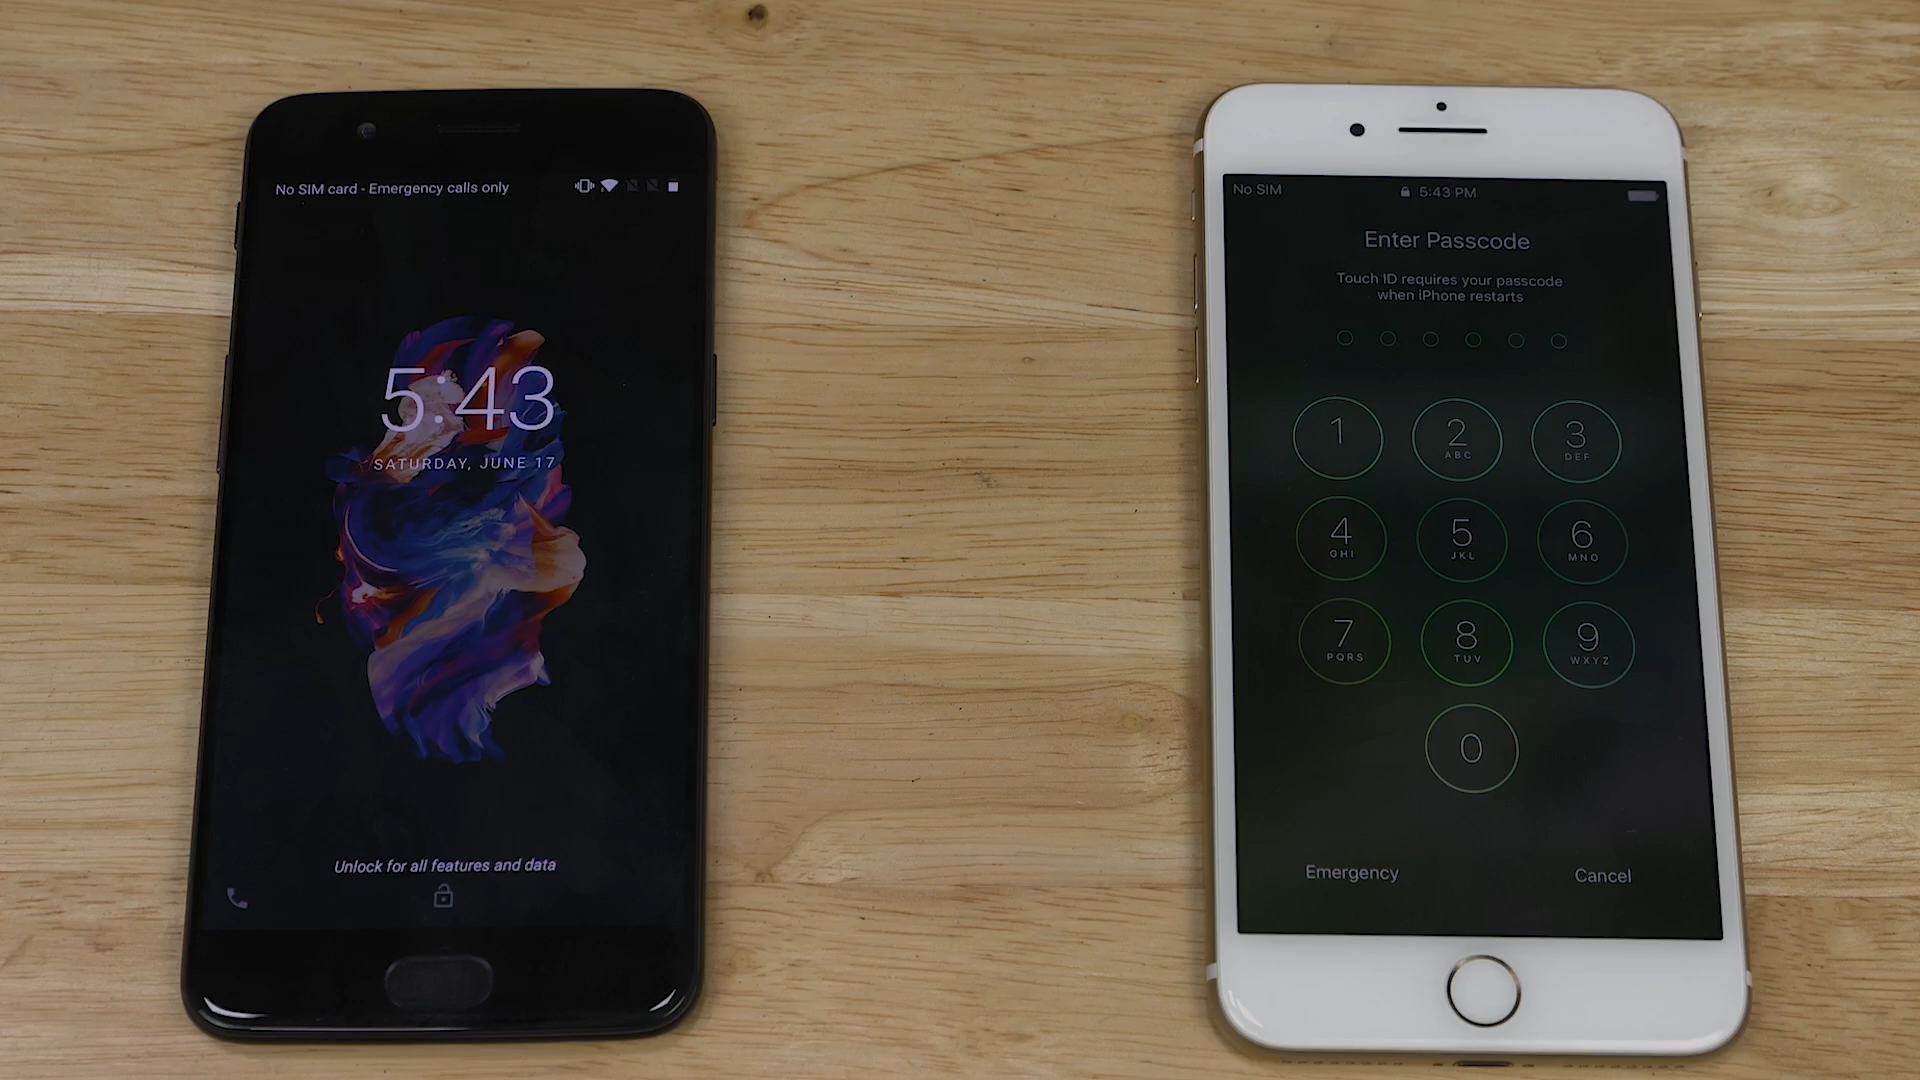 No SIM card - Emergency calls only
5:43
SATURDAY, JUNE 17
Unlock for all features and data
No SIM
5:43 PM
Enter Passcode
Touch ID requires your passcode
when iPhone restarts
1
2
ABC
3
DEF
4
GHI
5
JKL
6
MNO
7
PQRS
8
TUV
9
WXYZ
0
Emergency
Cancel